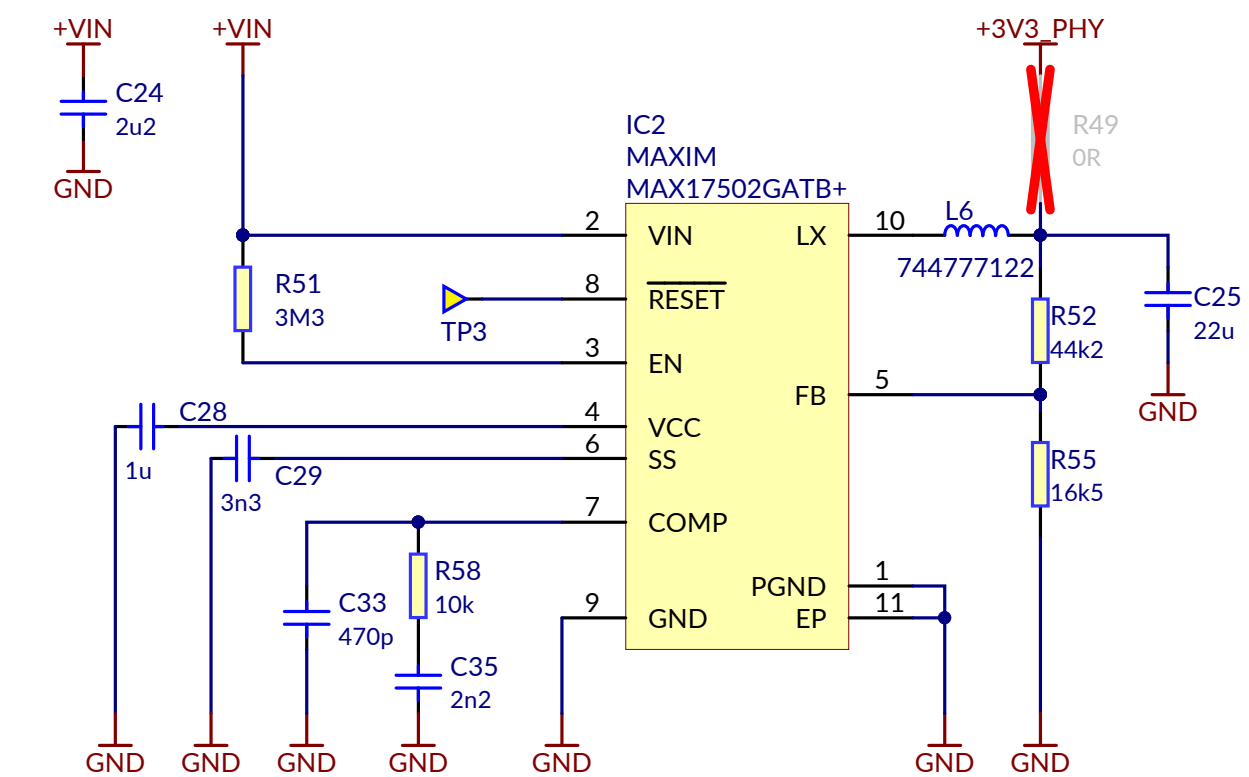 +VIN
+VIN
+3V3_PHY
C24
2u2
GND
IC2
MAXIM
MAX17502GATB+
R49
0R
2
VIN
LX
10
L6
744777122
R51
3M3
8
RESET
TP3
3
EN
C25
22u
GND
R52
44k2
FB
5
C28
1u
4
VCC
C29
3n3
6
SS
R55
16k5
7
COMP
R58
10k
C33
470p
C35
2n2
9
GND
PGND
1
EP
11
GND
GND
GND
GND
GND
GND
GND